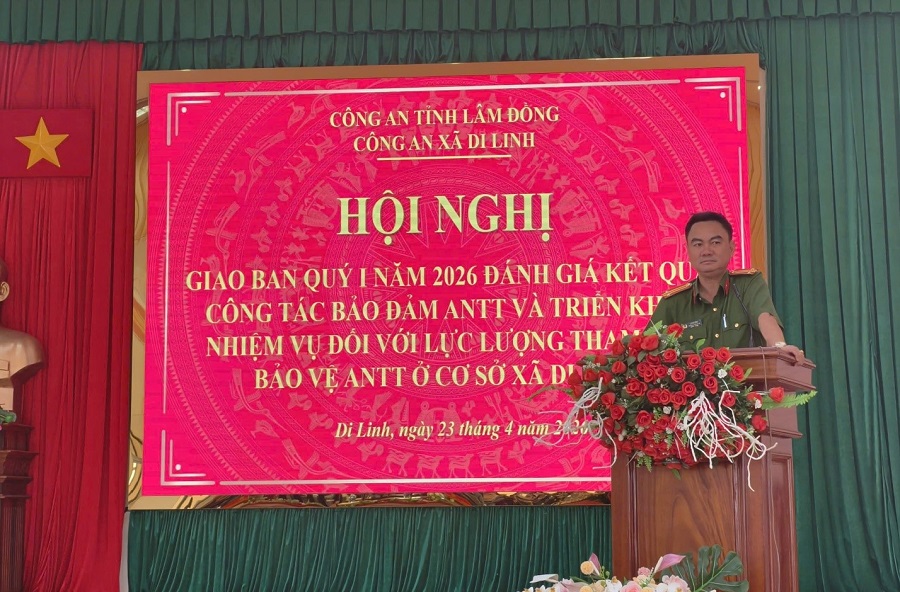 CÔNG AN TỈNH LÂM ĐỒNG
CÔNG AN XÃ DI LINH
HỘI NGHỊ
GIAO BAN QUÝ I NĂM 2026 ĐÁNH GIÁ KẾT QU
CÔNG TÁC BẢO ĐẢM ANTT VÀ TRIỂN KH
NHIỆM VỤ ĐỐI VỚI LỰC LƯỢNG THAM
BẢO VỆ ANTT Ở CƠ SỞ XÃ DI
Di Linh, ngày 23 tháng 4 năm 2026